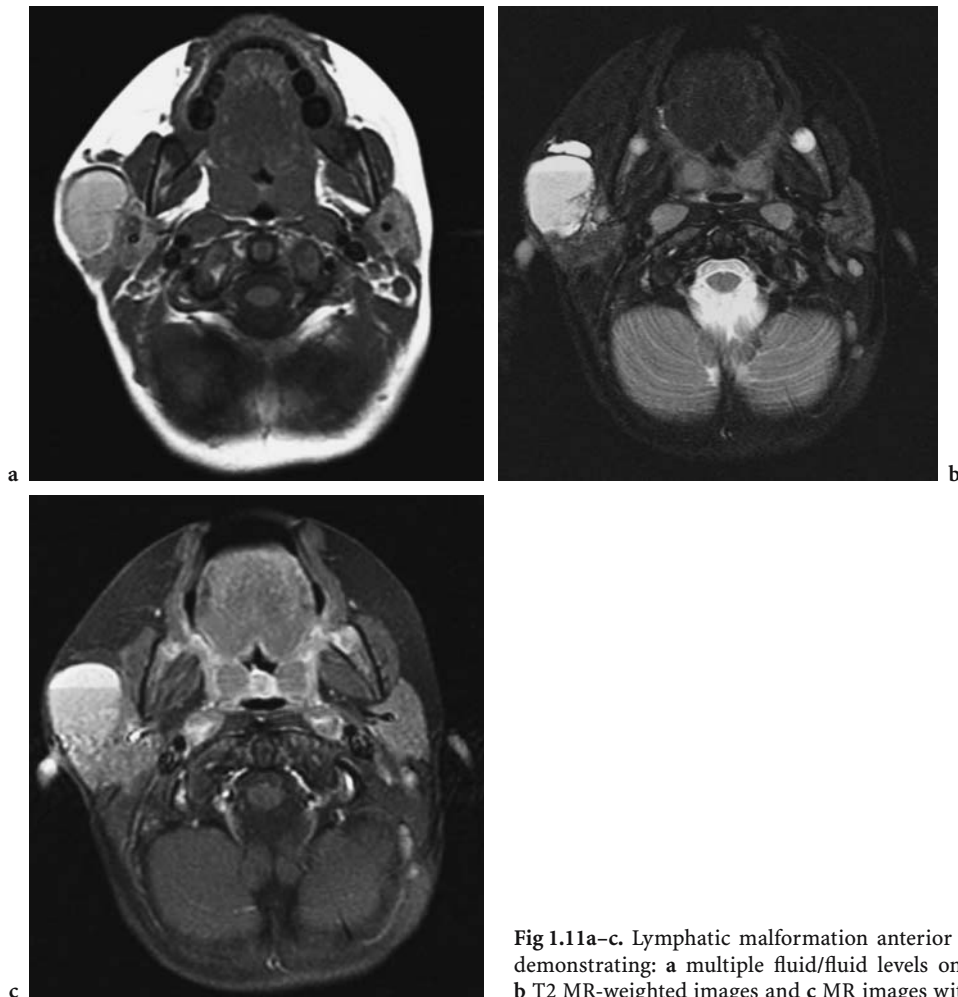 a
b
c
Fig 1.11a–c. Lymphatic malformation anterior
demonstrating: a multiple fluid/fluid levels on
b T2 MR-weighted images and c MR images wit